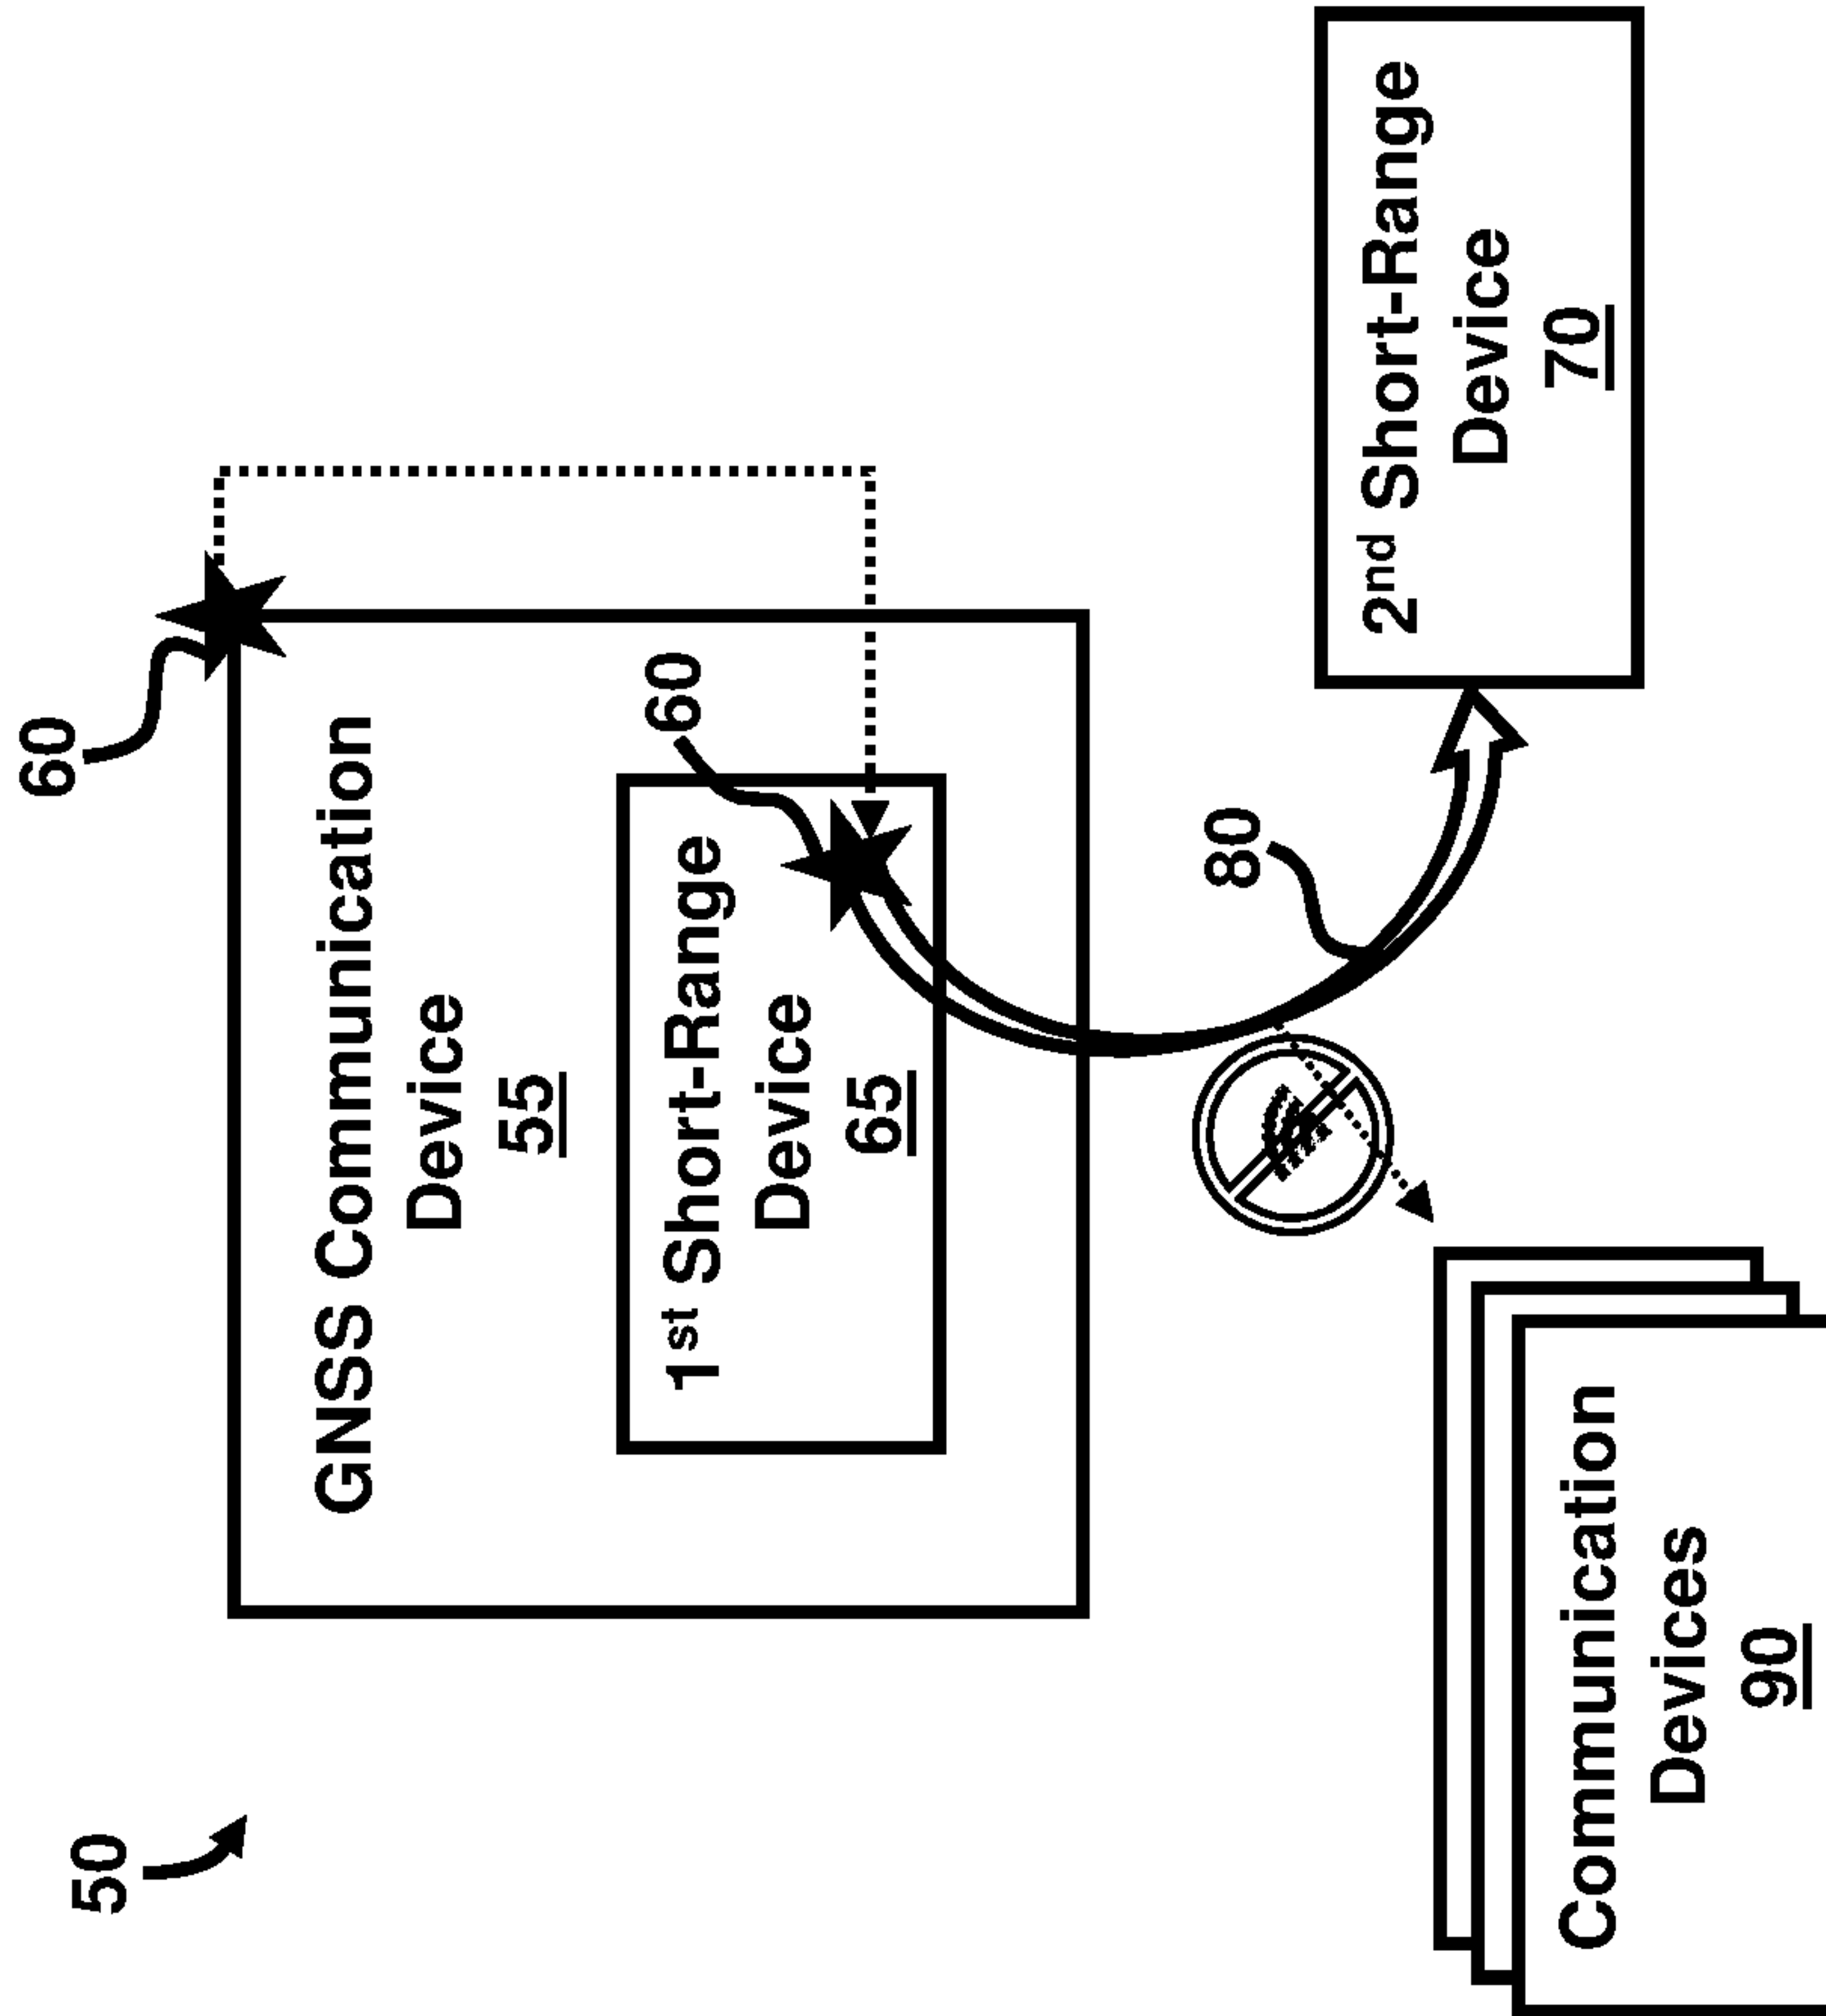 50
60
GNSS Communication
Device
55
60
1st Short-Range
Device
65
80
2nd Short-Range
Device
70
Communication
Devices
90